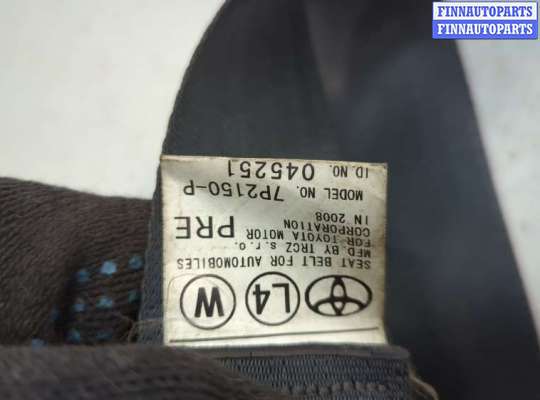 FINNAUTOPARTS
FINNAUTOPARTS
L4 W
SEAT BELT FOR AUTOMOBILES
MFD. BY TRCZ s.r.o.
FOR TOYOTA MOTOR
CORPORATION PRE
IN 2008
MODEL NO. 7P2150-P
ID.NO. 045251